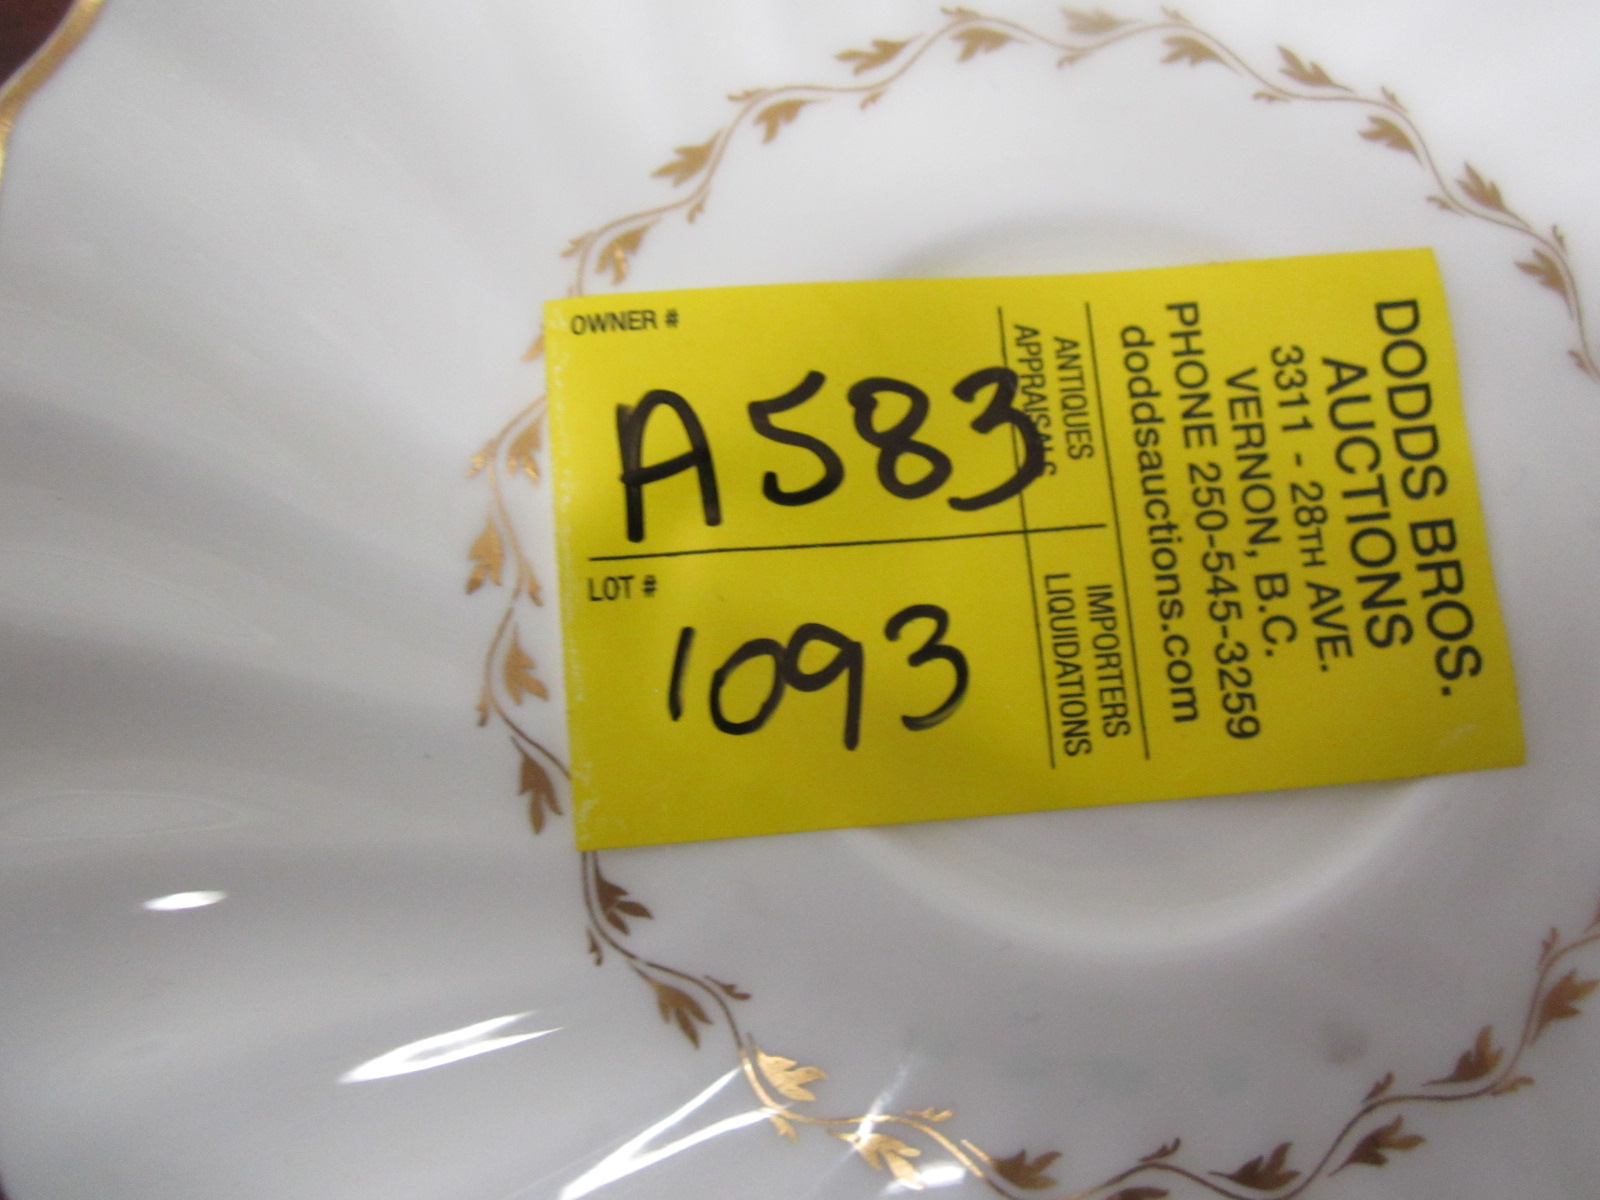 OWNER #
A583
LOT #
1093
ANTIQUES
APPRAISALS
IMPORTERS
LIQUIDATIONS
DODDS BROS.
AUCTIONS
3311 - 28TH AVE.
VERNON, B.C.
PHONE 250-545-3259
doddsauctions.com